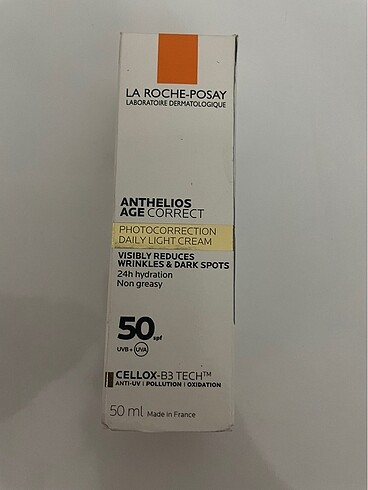 LA ROCHE-POSAY
LABORATOIRE DERMATOLOGIQUE
ANTHELIOS
AGE CORRECT
PHOTOCORRECTION
DAILY LIGHT CREAM
VISIBLY REDUCES
WRINKLES & DARK SPOTS
24h hydration
Non greasy
50 spf
UVB + UVA
CELLOX-B3 TECH™
ANTI-UV | POLLUTION | OXIDATION
50 ml Made in France